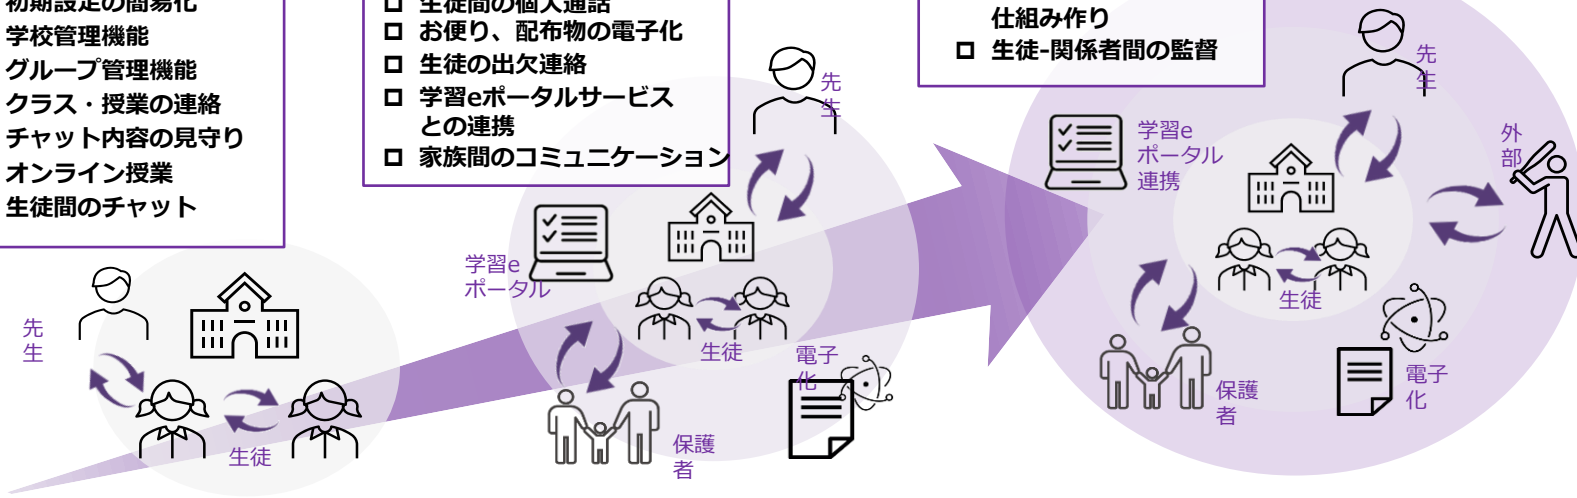 初期設定の簡易化
学校管理機能
グループ管理機能
クラス・授業の連絡
チャット内容の見守り
オンライン授業
生徒間のチャット
生徒間の個人通話
お便り、配布物の電子化
生徒の出欠連絡
学習eポータルサービス
との連携
家族間のコミュニケーション
仕組み作り
生徒-関係者間の監督
先
生
生徒
学習e
ポータル
先
生
生徒
保護
者
電子
化
学習e
ポータル
連携
先
生
外
部
生徒
保護
者
電子
化